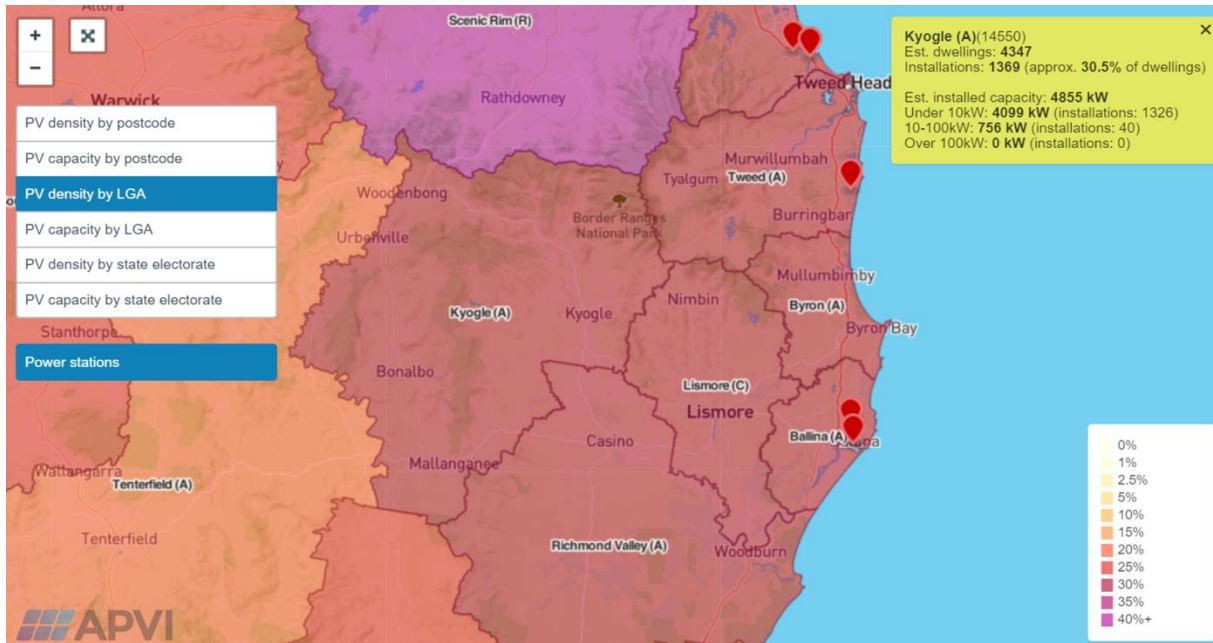 +
−
PV density by postcode
PV capacity by postcode
PV density by LGA
PV capacity by LGA
PV density by state electorate
PV capacity by state electorate
Power stations
Scenic Rim (R)
Warwick
Rathdowney
Tweed Head
Woodenbong
Urbenville
Border Ranges
National Park
Murwillumbah
Tyalgum
Tweed (A)
Burringbar
Mullumbimby
Stanthorpe
Kyogle (A)
Kyogle
Nimbin
Byron (A)
Byron Bay
Bonalbo
Lismore (C)
Lismore
Casino
Ballina (A)
Mallanganee
Wallangarra
Tenterfield (A)
Tenterfield
Richmond Valley (A)
Woodburn
APVI
×
Kyogle (A)(14550)
Est. dwellings: 4347
Installations: 1369 (approx. 30.5% of dwellings)
Est. installed capacity: 4855 kW
Under 10kW: 4099 kW (installations: 1326)
10-100kW: 756 kW (installations: 40)
Over 100kW: 0 kW (installations: 0)
0%
1%
2.5%
5%
10%
15%
20%
25%
30%
35%
40%+